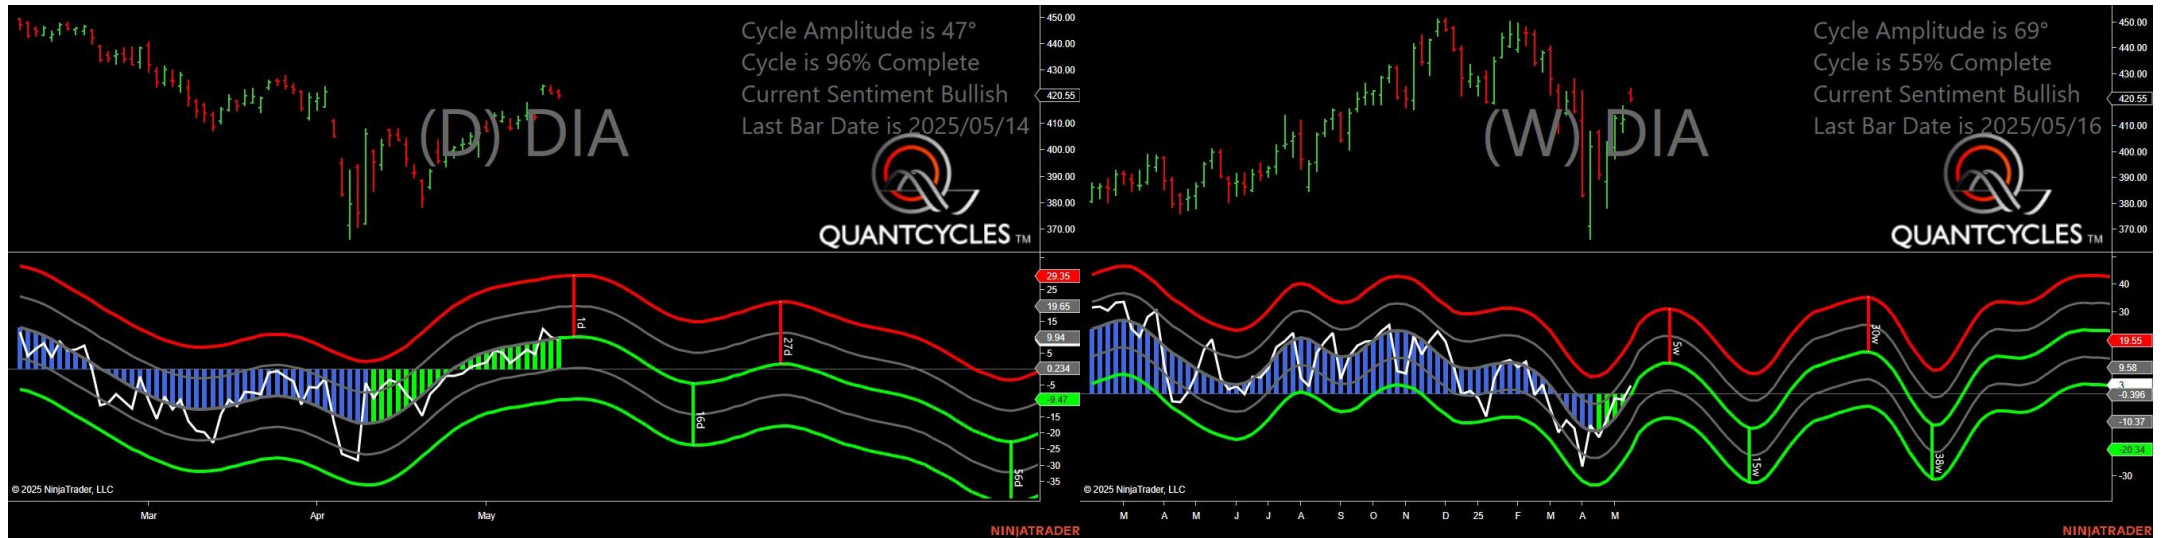 Cycle Amplitude is 47°
Cycle is 96% Complete
Current Sentiment Bullish
Last Bar Date is 2025/05/14
(D) DIA
QUANTCYCLES TM
450.00
440.00
430.00
420.55
410.00
400.00
390.00
380.00
370.00
29.35
25
19.65
15
9.94
5
0.234
-5
-9.47
-15
-20
-25
-30
-35
1d
16d
27d
56d
© 2025 NinjaTrader, LLC
Mar Apr May
NINJATRADER
Cycle Amplitude is 69°
Cycle is 55% Complete
Current Sentiment Bullish
Last Bar Date is 2025/05/16
(W) DIA
QUANTCYCLES TM
450.00
440.00
430.00
420.55
410.00
400.00
390.00
380.00
370.00
40
30
19.55
9.58
3
-0.396
-10.37
-20.34
-30
5w
15w
30w
38w
© 2025 NinjaTrader, LLC
M A M J J A S O N D 25 F M A M
NINJATRADER